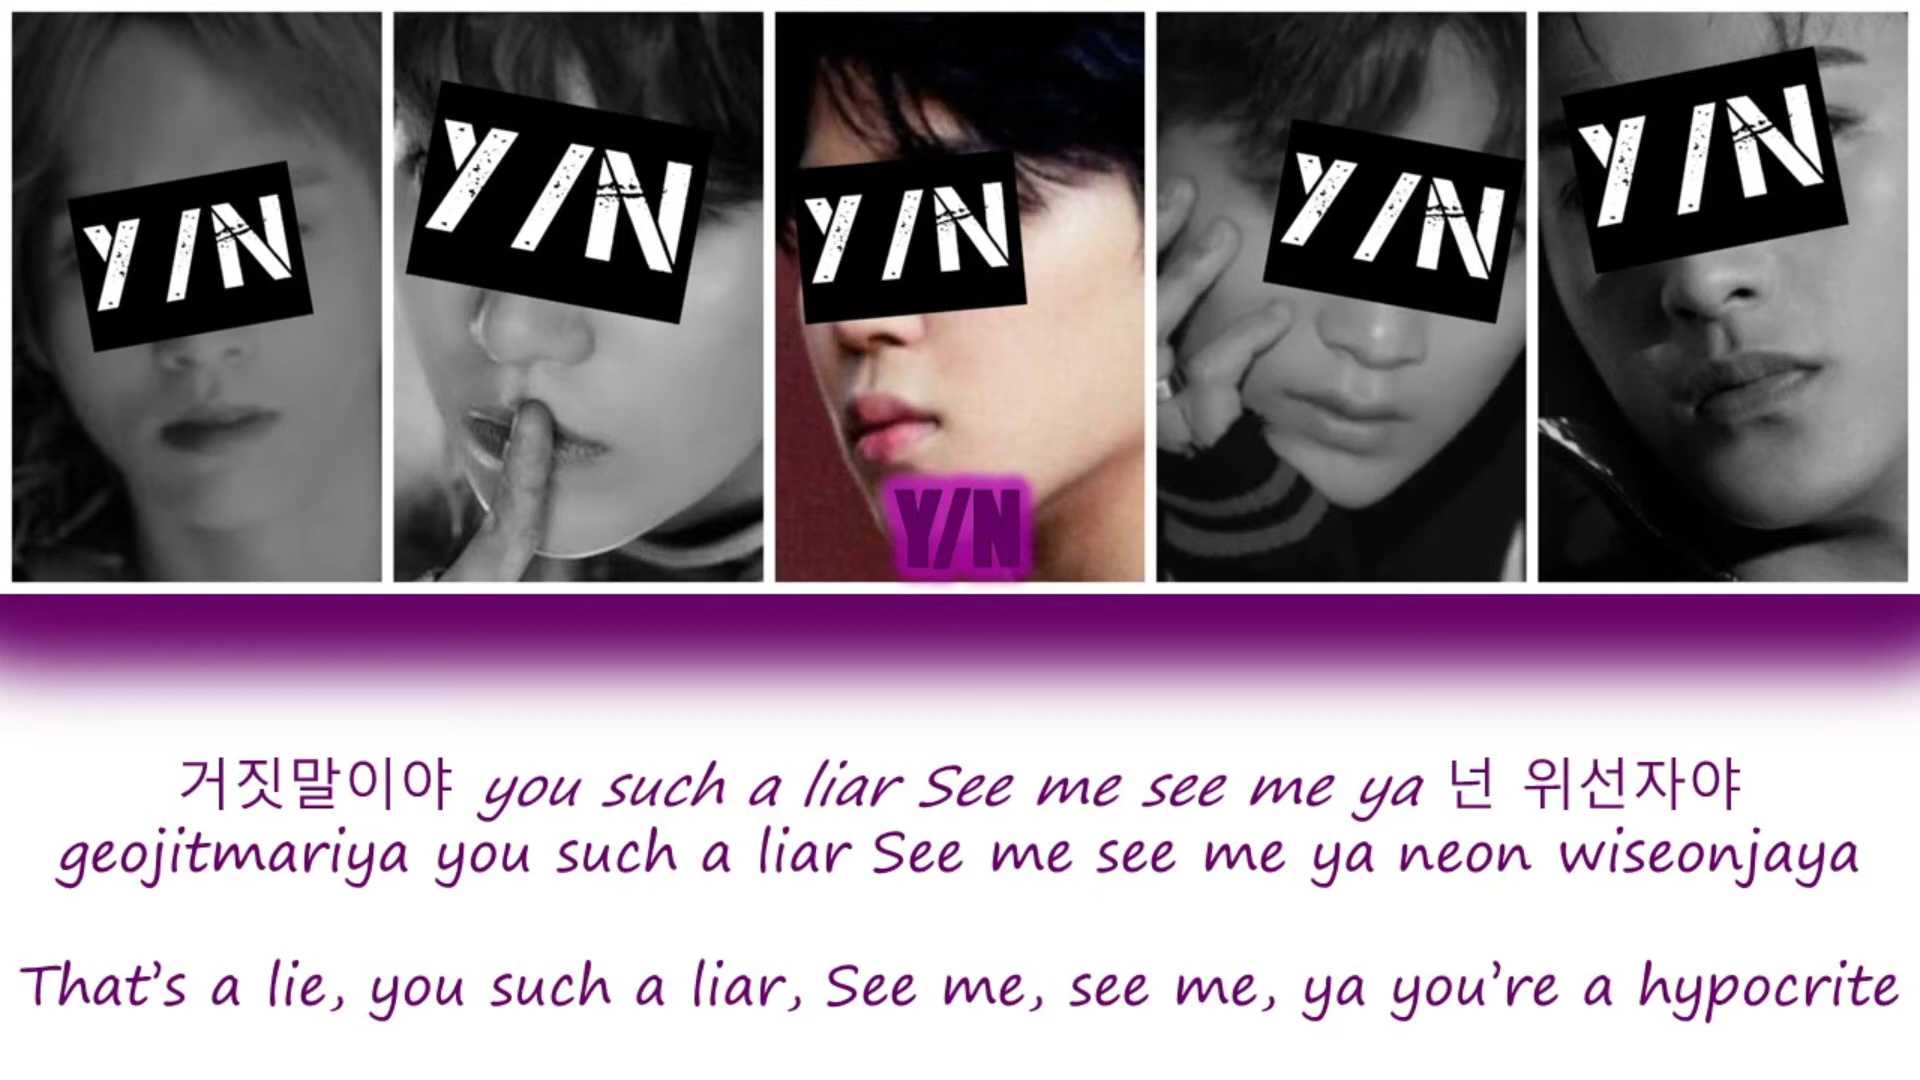 Y/N
Y/N
Y/N
Y/N
Y/N
Y/N
거짓말이야 you such a liar See me see me ya 넌 위선자야
geojitmariya you such a liar See me see me ya neon wiseonjaya
That's a lie, you such a liar, See me, see me, ya you're a hypocrite